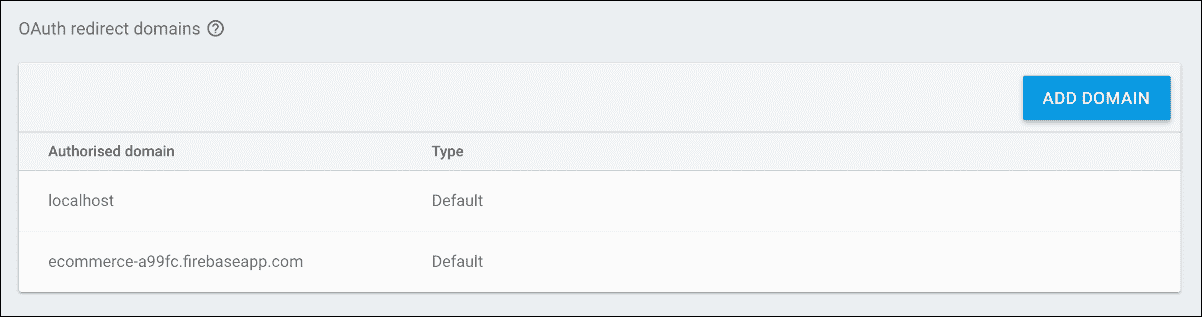 OAuth redirect domains ?
ADD DOMAIN
Authorised domain Type
localhost Default
ecommerce-a99fc.firebaseapp.com Default